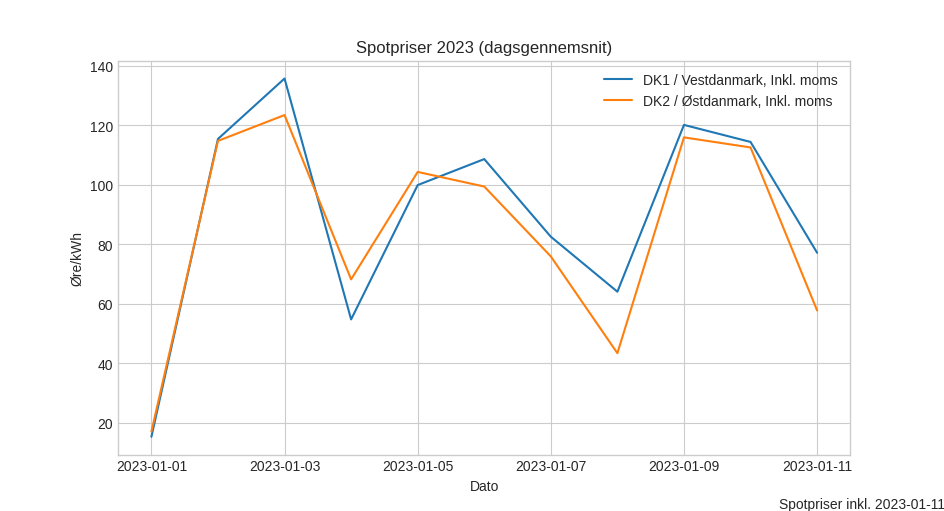 Spotpriser 2023 (dagsgennemsnit)
DK1 / Vestdanmark, Inkl. moms
DK2 / Østdanmark, Inkl. moms
Øre/kWh
140
120
100
80
60
40
20
2023-01-01 2023-01-03 2023-01-05 2023-01-07 2023-01-09 2023-01-11
Dato
Spotpriser inkl. 2023-01-11